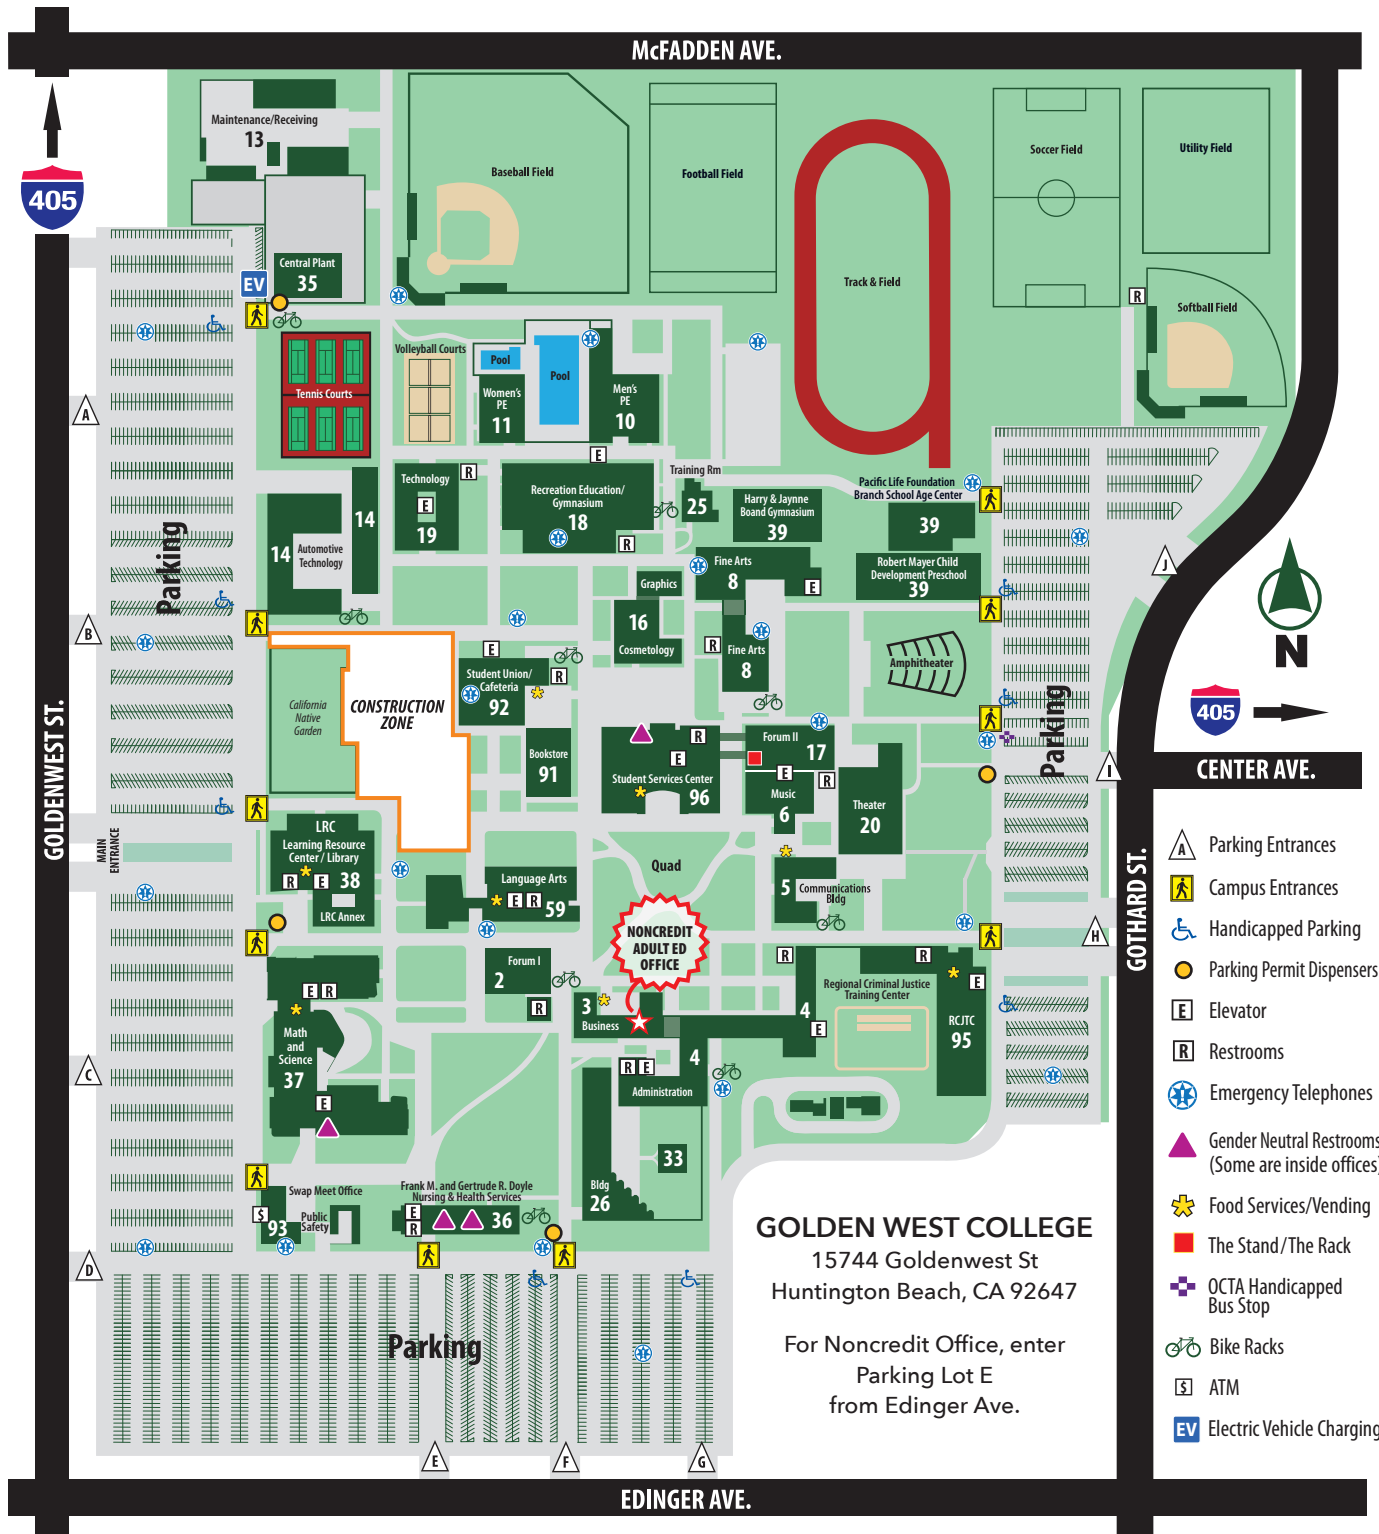 McFADDEN AVE.
405
Maintenance/Receiving
13
Baseball Field
Football Field
Soccer Field
Utility Field
Central Plant
35
EV
Track & Field
R
Softball Field
Volleyball Courts
Pool
Pool
Tennis Courts
Women's
PE
11
Men's
PE
10
A
E
Training Rm
Technology
R
E
19
Recreation Education/
Gymnasium
18
R
25
Harry & Jaynne
Boand Gymnasium
39
Pacific Life Foundation
Branch School Age Center
39
14
14
Automotive
Technology
Parking
Fine Arts
8
E
Robert Mayer Child
Development Preschool
39
J
Graphics
16
Cosmetology
B
R
Fine Arts
8
Amphitheater
N
E
Student Union/
Cafeteria
92
R
California
Native
Garden
CONSTRUCTION
ZONE
GOLDENWEST ST.
Parking
405
Bookstore
91
R
E
Student Services Center
96
Forum II
17
E
R
Music
6
Theater
20
I
CENTER AVE.
MAIN
ENTRANCE
LRC
Learning Resource
Center / Library
38
R
E
LRC Annex
Language Arts
E
R
59
Quad
5
Communications
Bldg
GOTHARD ST.
H
NONCREDIT
ADULT ED
OFFICE
Forum I
2
R
3
Business
R
4
E
R
Regional Criminal Justice
Training Center
E
RCJTC
95
E
R
Math
and
Science
37
E
C
R
E
4
Administration
33
Bldg
26
Swap Meet Office
$
93
Public
Safety
Frank M. and Gertrude R. Doyle
Nursing & Health Services
E
R
36
D
Parking
E
F
G
EDINGER AVE.
GOLDEN WEST COLLEGE
15744 Goldenwest St
Huntington Beach, CA 92647
For Noncredit Office, enter
Parking Lot E
from Edinger Ave.
A Parking Entrances
Campus Entrances
Handicapped Parking
Parking Permit Dispensers
E Elevator
R Restrooms
Emergency Telephones
Gender Neutral Restrooms
(Some are inside offices)
Food Services/Vending
The Stand/The Rack
OCTA Handicapped
Bus Stop
Bike Racks
$ ATM
EV Electric Vehicle Charging